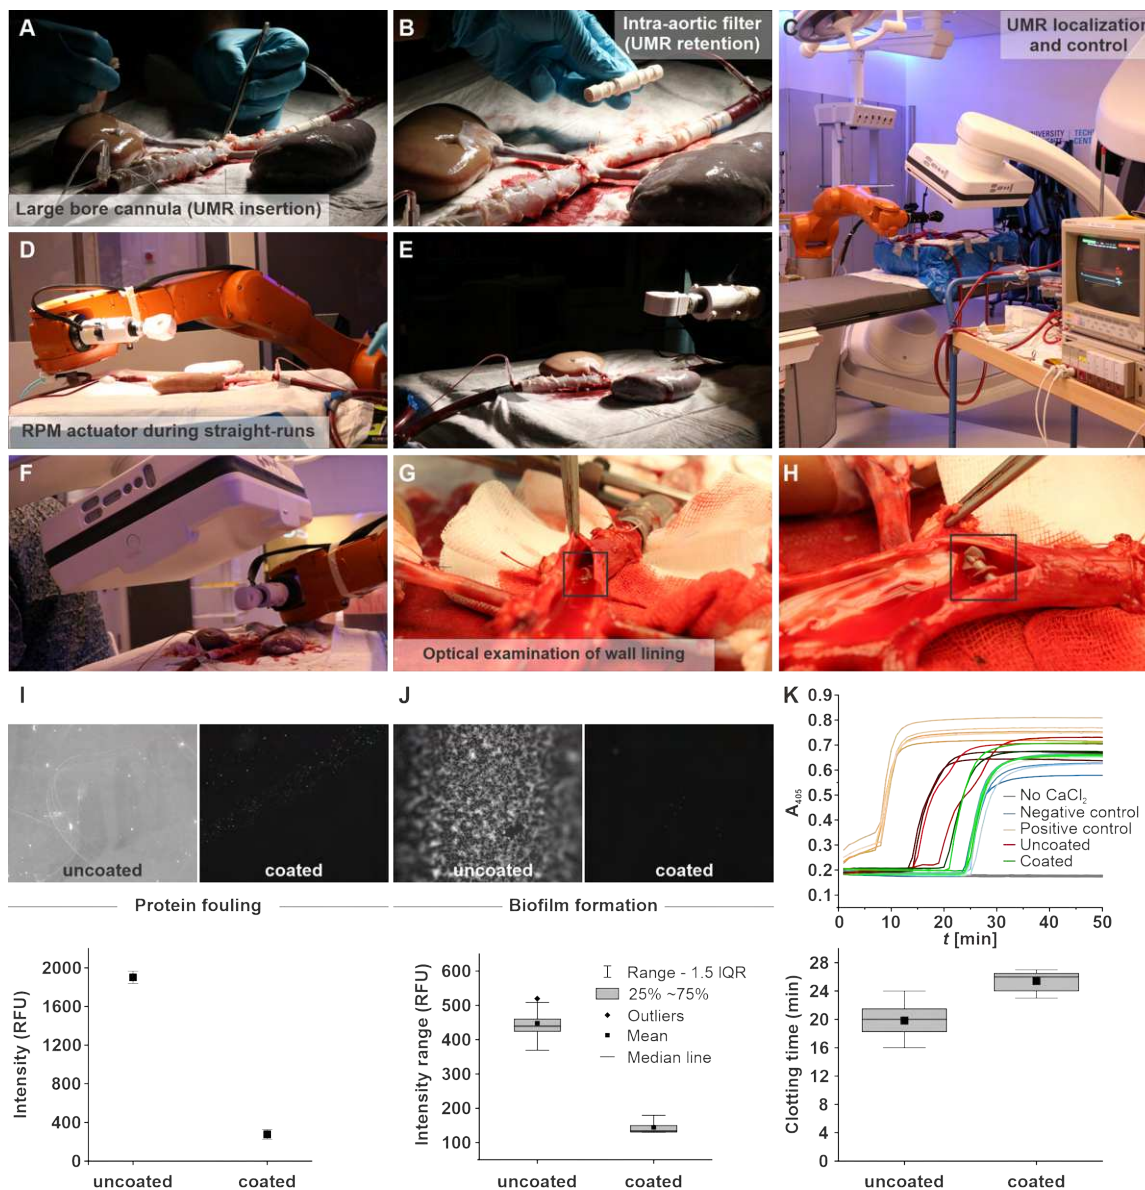 A
Large bore cannula (UMR insertion)
B
Intra-aortic filter
(UMR retention)
C
UMR localization
and control
D
RPM actuator during straight-runs
E
F
G
Optical examination of wall lining
H
I
uncoated
coated
Protein fouling
J
uncoated
coated
Biofilm formation
K
0.9
0.8
0.7
0.6
0.5
0.4
0.3
0.2
0.1
A405
No CaCl2
Negative control
Positive control
Uncoated
Coated
0 10 20 30 40 50
t [min]
Intensity (RFU)
2000
1600
1200
800
400
0
uncoated coated
Intensity range (RFU)
600
500
400
300
200
100
Range - 1.5 IQR
25% ~75%
Outliers
Mean
Median line
uncoated coated
Clotting time (min)
28
24
20
16
12
8
4
0
uncoated coated